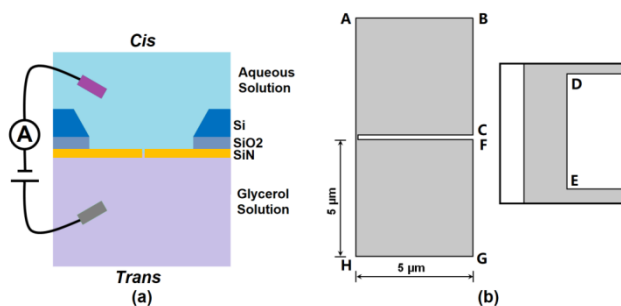 Cis
Aqueous
Solution
A
Si
SiO2
SiN
Glycerol
Solution
Trans
(a)
A
B
C
F
5 µm
H
G
5 µm
D
E
(b)